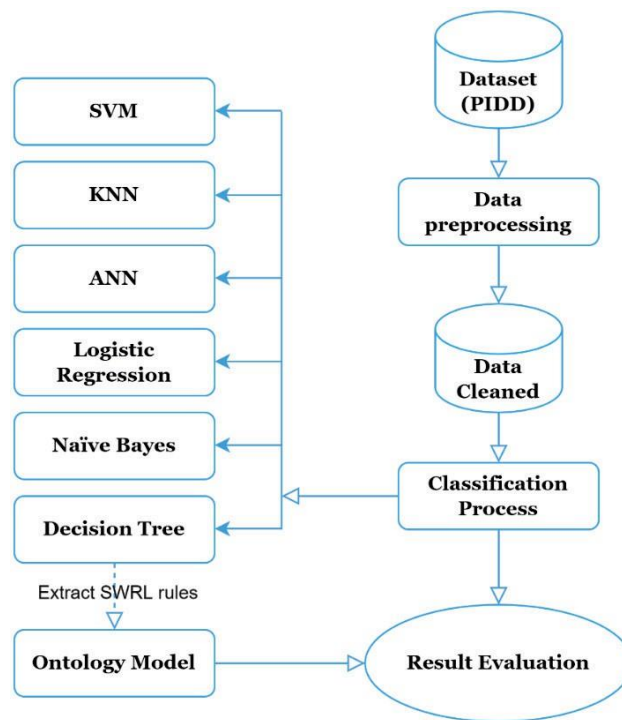 Dataset
(PIDD)
Data
preprocessing
Data
Cleaned
Classification
Process
SVM
KNN
ANN
Logistic
Regression
Naïve Bayes
Decision Tree
Extract SWRL rules
Ontology Model
Result Evaluation